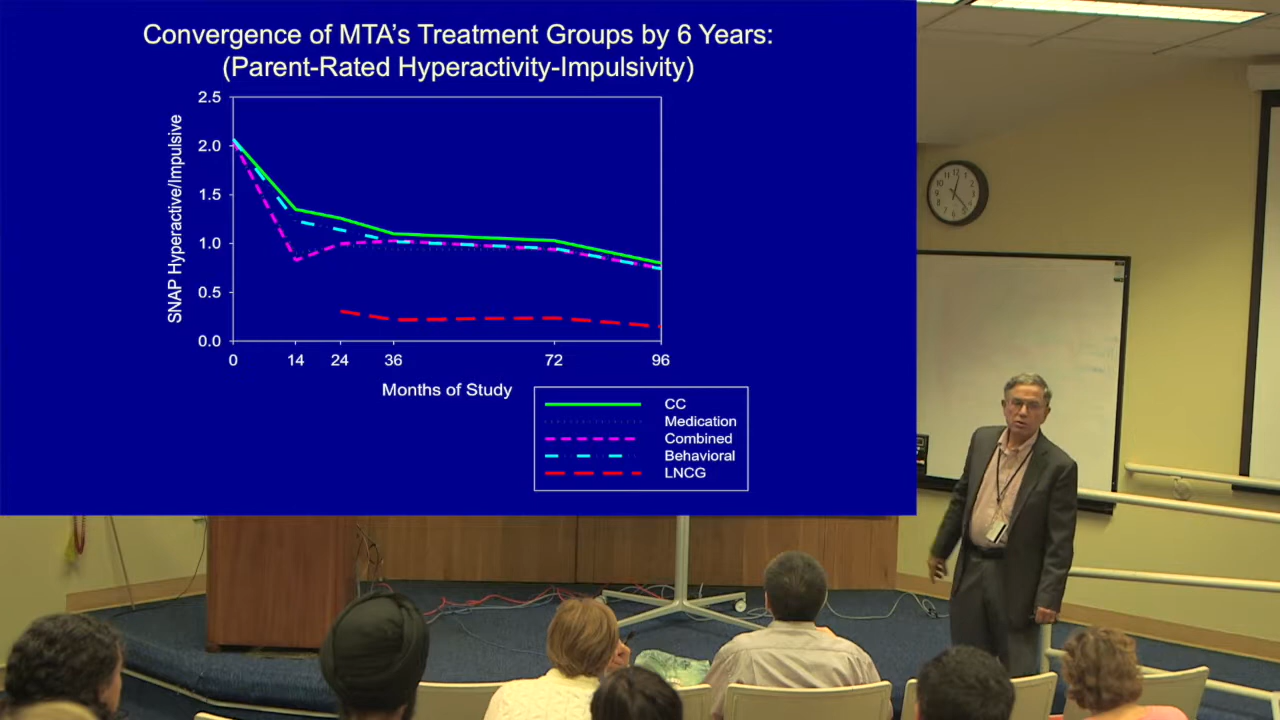 Convergence of MTA's Treatment Groups by 6 Years:
(Parent-Rated Hyperactivity-Impulsivity)
SNAP Hyperactive/Impulsive
2.5
2.0
1.5
1.0
0.5
0.0
0 14 24 36 72 96
Months of Study
CC
Medication
Combined
Behavioral
LNCG